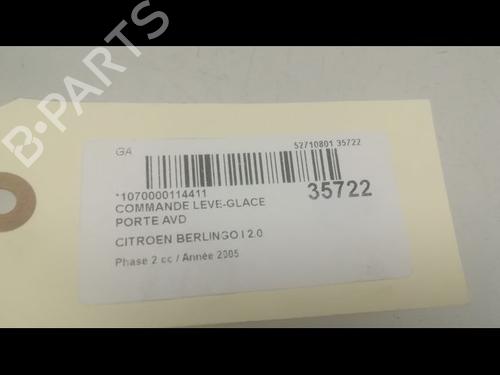 B-PARTS
GA
52710801 35722
*1070000114411
35722
COMMANDE LEVE-GLACE
PORTE AVD
CITROEN BERLINGO I 2.0
Phase 2 cc / Année 2005